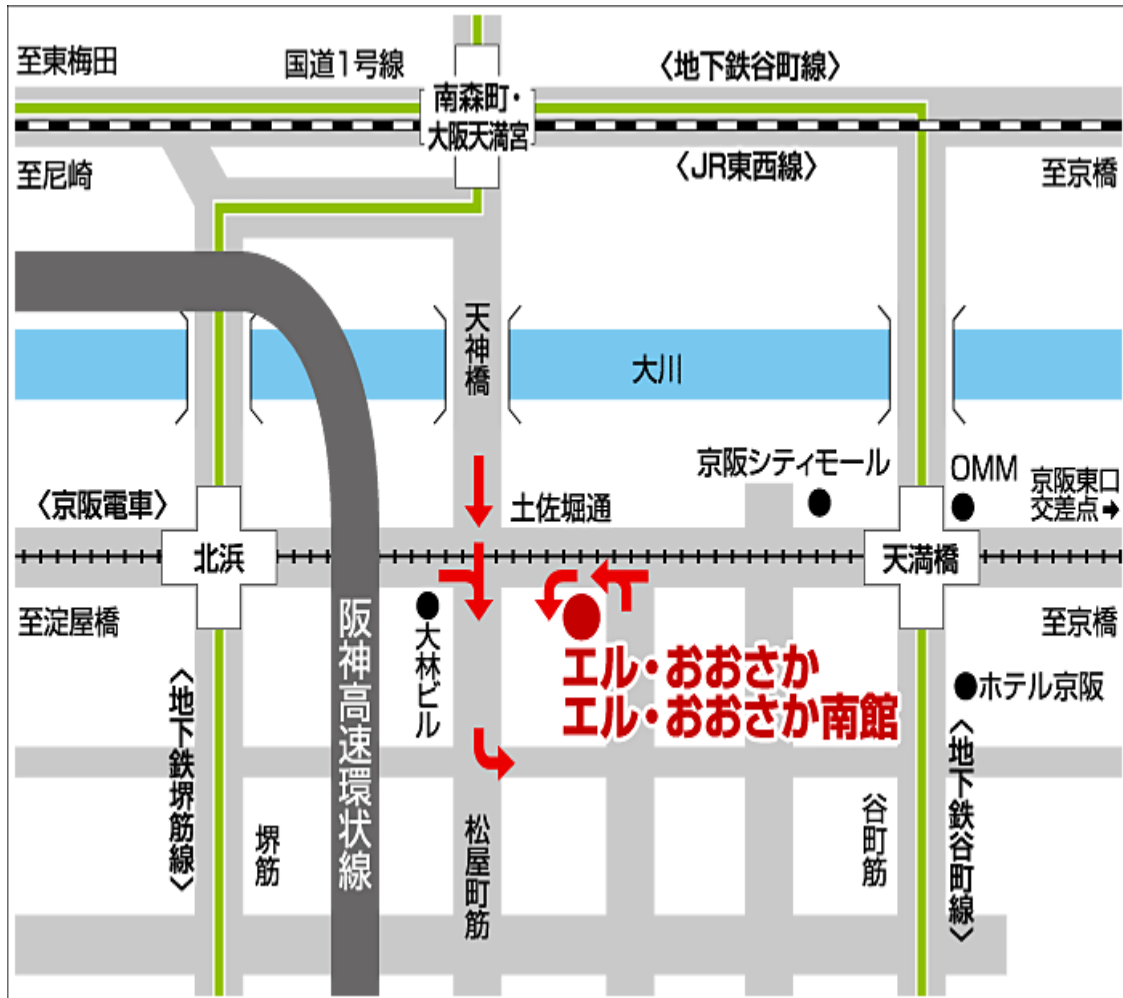 至東梅田
国道1号線
〈地下鉄谷町線〉
南森町・
大阪天満宮
至尼崎
〈JR東西線〉
至京橋
天神橋
大川
京阪シティモール
OMM
京阪東口
交差点➡
〈京阪電車〉
土佐堀通
北浜
天満橋
至淀屋橋
大林ビル
至京橋
エル・おおさか
エル・おおさか南館
ホテル京阪
〈地下鉄堺筋線〉
堺筋
阪神高速環状線
松屋町筋
谷町筋
〈地下鉄谷町線〉